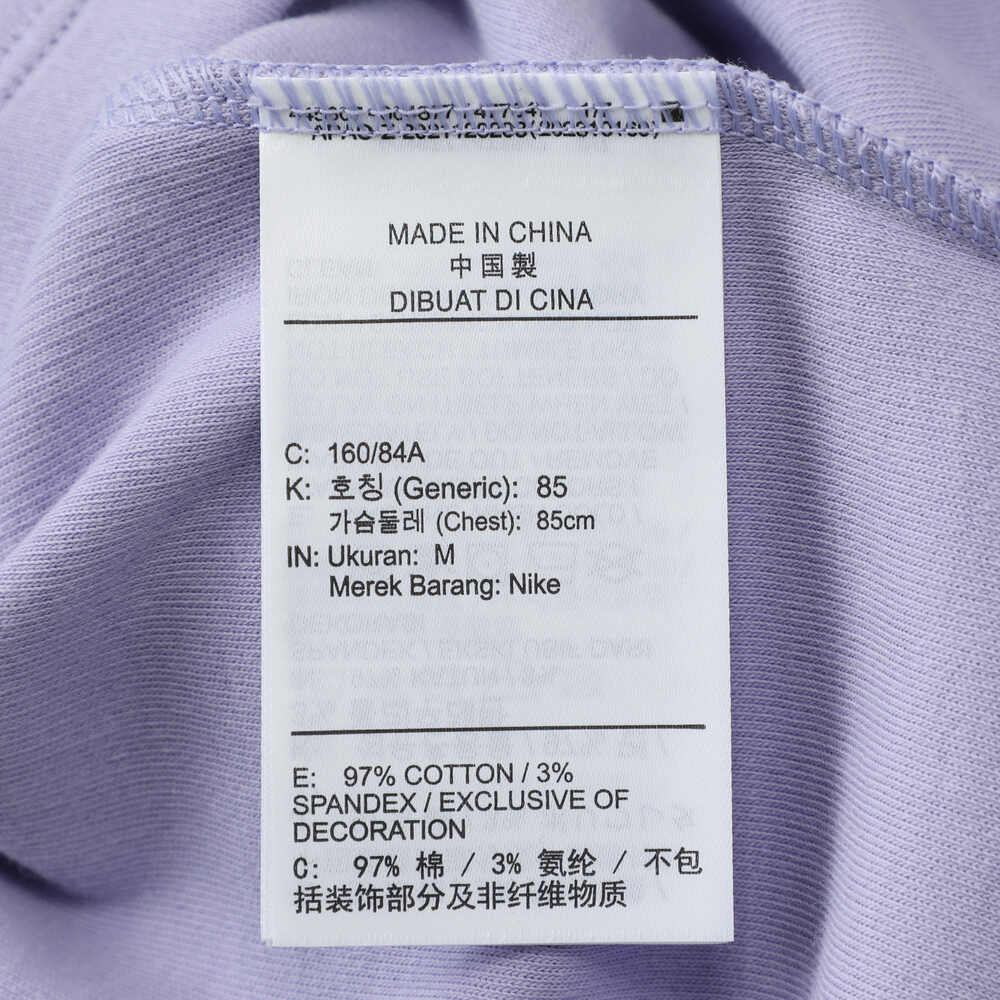 MADE IN CHINA
中国製
DIBUAT DI CINA
C: 160/84A
K: 호칭 (Generic): 85
가슴둘레 (Chest): 85cm
IN: Ukuran: M
Merek Barang: Nike
E: 97% COTTON / 3%
SPANDEX / EXCLUSIVE OF
DECORATION
C: 97% 棉 / 3% 氨纶 / 不包
括装饰部分及非纤维物质